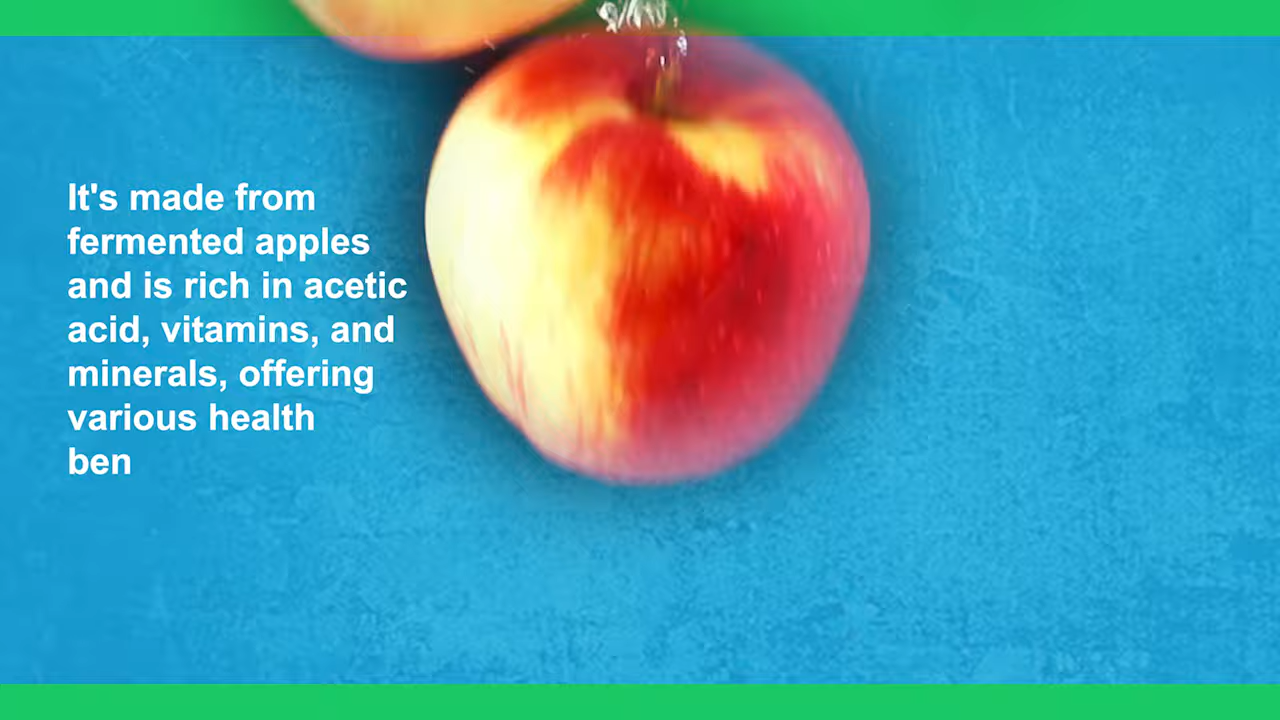 It's made from
fermented apples
and is rich in acetic
acid, vitamins, and
minerals, offering
various health
ben